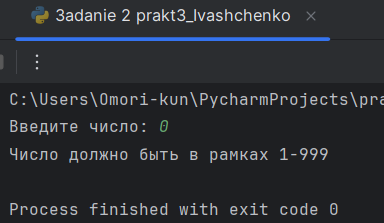 Задanie 2 prakt3_Ivashchenko
C:\Users\Omori-kun\PycharmProjects\pra
Введите число: 0
Число должно быть в рамках 1-999
Process finished with exit code 0